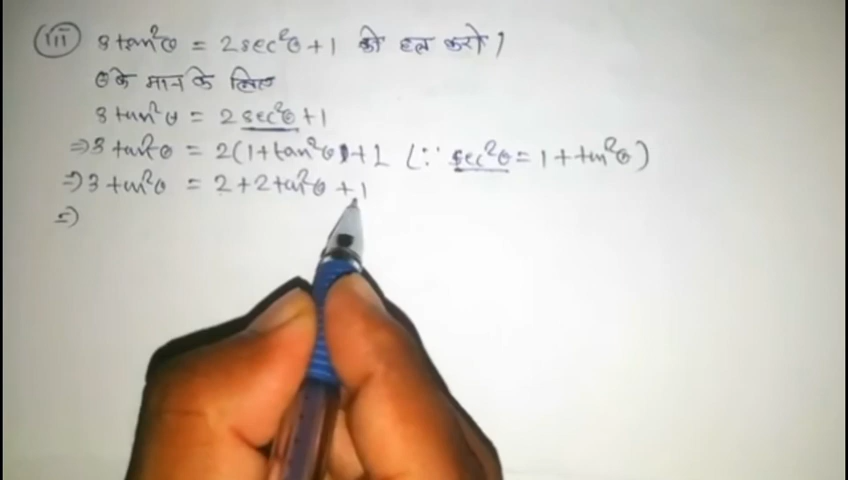 (iii) 3 tan²θ = 2 sec²θ + 1 को हल करो।
θ के मान के लिए
3 tan²θ = 2 sec²θ + 1
⇒ 3 tan²θ = 2(1 + tan²θ) + 1 (∵ sec²θ = 1 + tan²θ)
⇒ 3 tan²θ = 2 + 2 tan²θ + 1
⇒